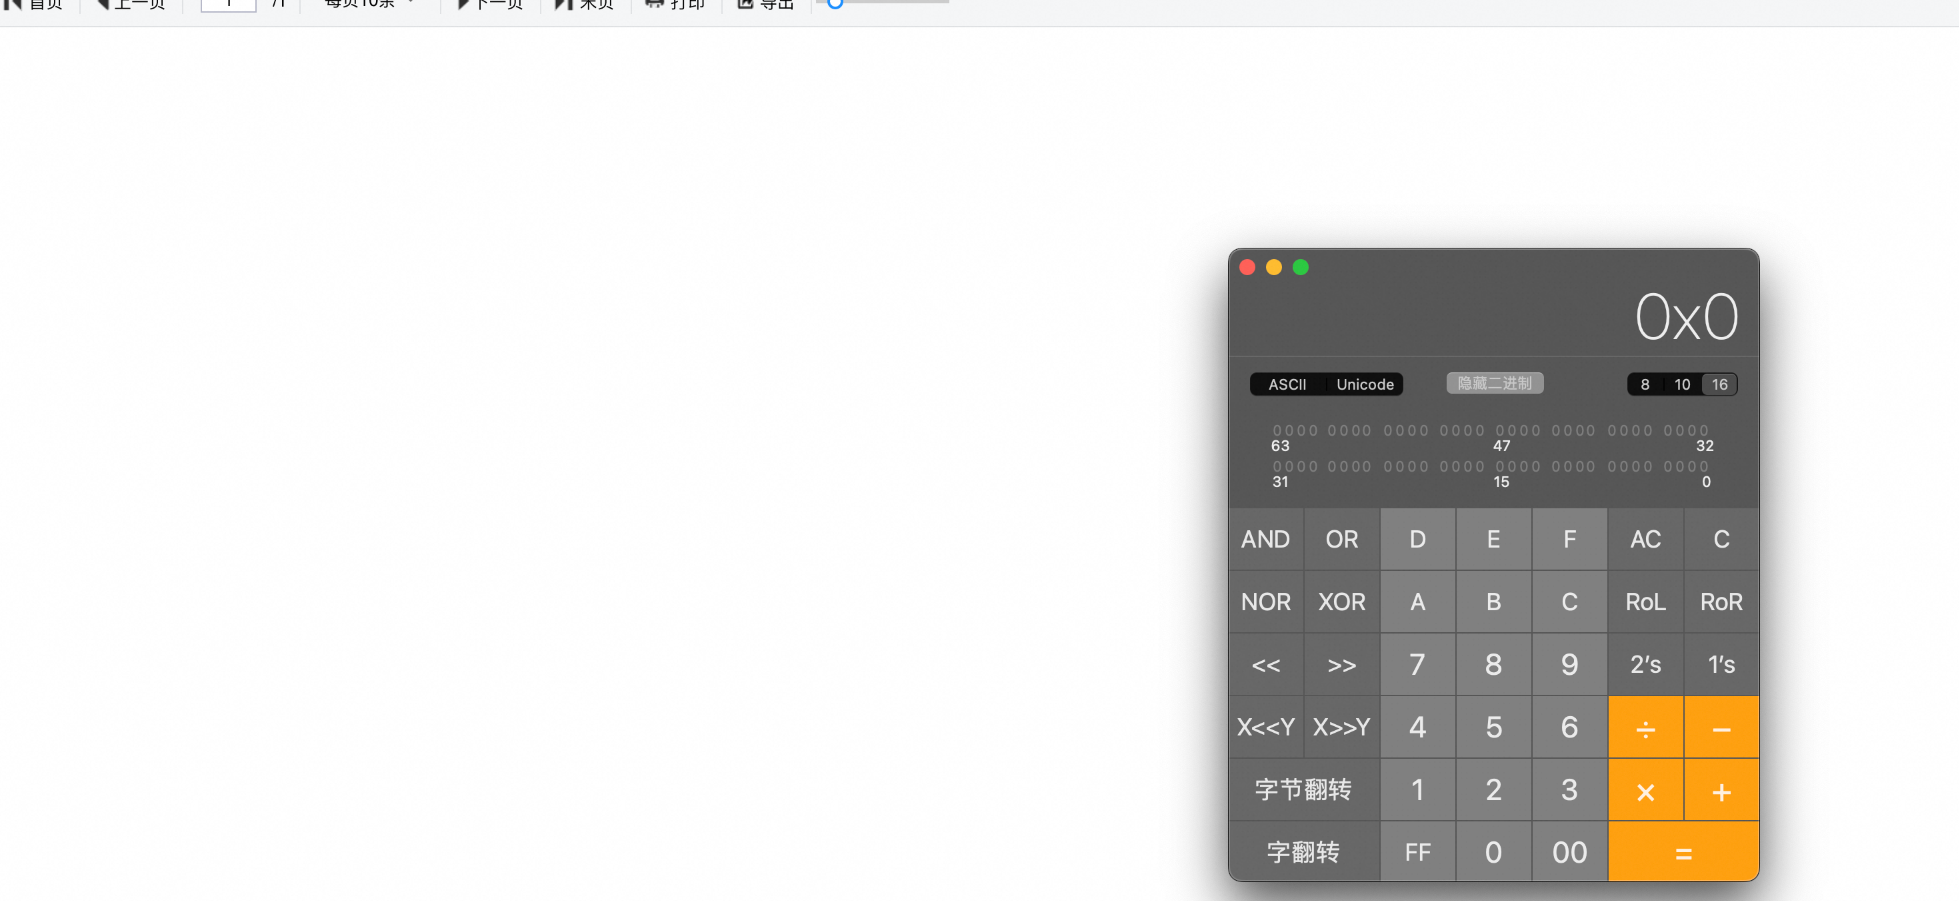 首页 上一页 1 /1 每页10条 下一页 末页 打印 导出
0x0
ASCII Unicode 隐藏二进制 8 10 16
0000 0000 0000 0000 0000 0000 0000 0000
63 47 32
0000 0000 0000 0000 0000 0000 0000 0000
31 15 0
AND OR D E F AC C
NOR XOR A B C RoL RoR
<< >> 7 8 9 2's 1's
X<<Y X>>Y 4 5 6 ÷ −
字节翻转 1 2 3 × +
字翻转 FF 0 00 =